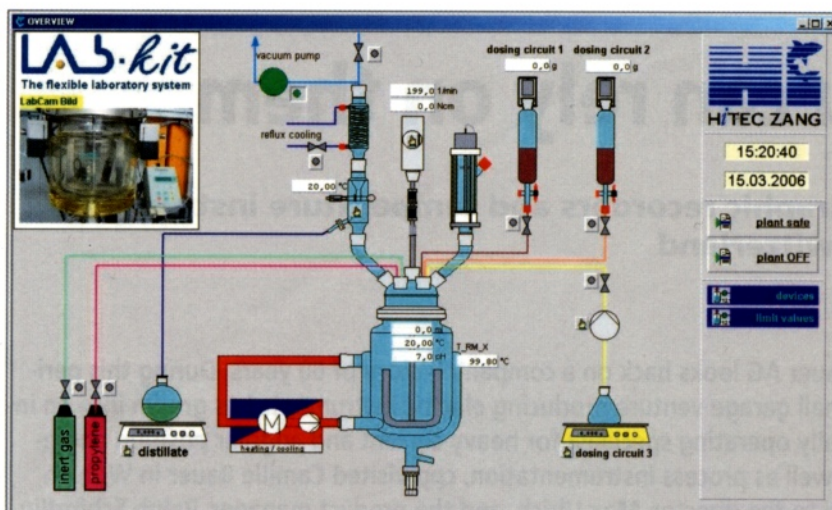 OVERVIEW
LAB·kit
The flexible laboratory system
LabCam Bild
vacuum pump
reflux cooling
20,00 °C
199,0 1/min
0,0 Ncm
dosing circuit 1
0,0 g
dosing circuit 2
0,0 g
HiTEC ZANG
15:20:40
15.03.2006
plant safe
plant OFF
devices
limit values
0,0
20,00 °C
7,0 pH
T_RM_X
99,80 °C
inert gas
propylene
distillate
M
heating / cooling
dosing circuit 3